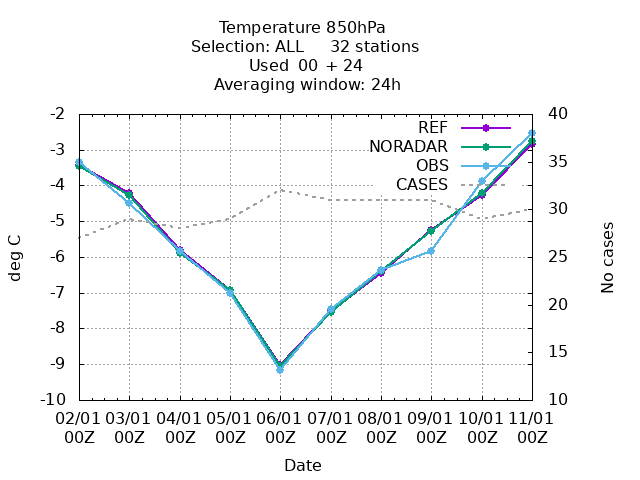 Temperature 850hPa
Selection: ALL 32 stations
Used 00 + 24
Averaging window: 24h
-2
-3
-4
-5
-6
-7
-8
-9
-10
deg C
REF
NORADAR
OBS
CASES
40
35
30
25
20
15
10
No cases
02/01 03/01 04/01 05/01 06/01 07/01 08/01 09/01 10/01 11/01
00Z 00Z 00Z 00Z 00Z 00Z 00Z 00Z 00Z 00Z
Date